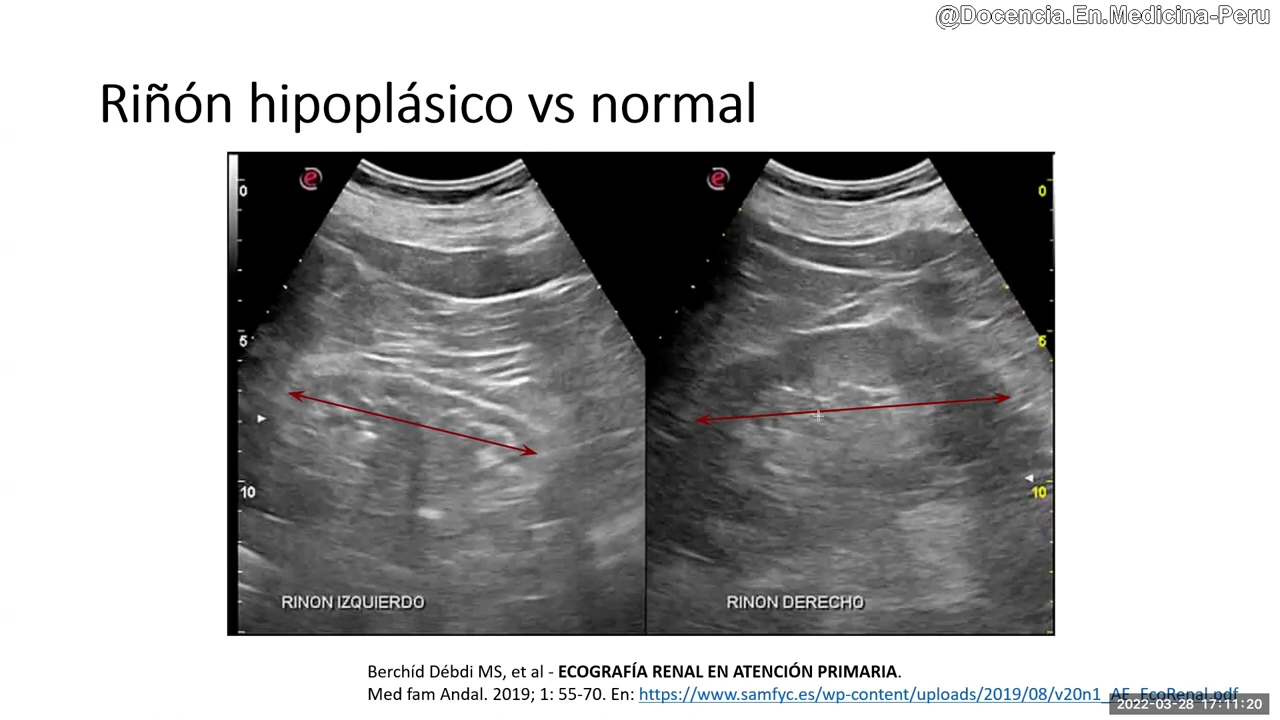 @Docencia.En.Medicina-Peru
Riñón hipoplásico vs normal
e
e
0
0
5
5
10
10
RINON IZQUIERDO
RINON DERECHO
Berchíd Débdi MS, et al - ECOGRAFÍA RENAL EN ATENCIÓN PRIMARIA.
Med fam Andal. 2019; 1: 55-70. En: https://www.samfyc.es/wp-content/uploads/2019/08/v20n1_AE_EcoRenal.pdf
2022-03-28 17:11:20